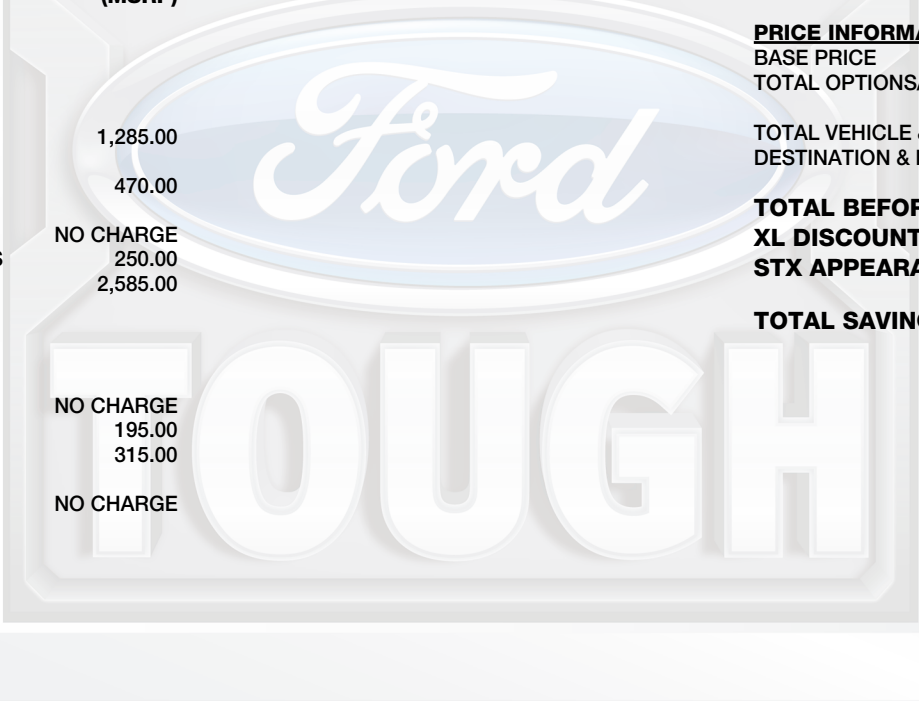 (MSRP)
1,285.00
470.00
NO CHARGE
S 250.00
2,585.00
NO CHARGE
195.00
315.00
NO CHARGE
PRICE INFORMA
BASE PRICE
TOTAL OPTIONS
TOTAL VEHICLE &
DESTINATION &
TOTAL BEFOR
XL DISCOUNT
STX APPEARA
TOTAL SAVING
Ford
TOUGH